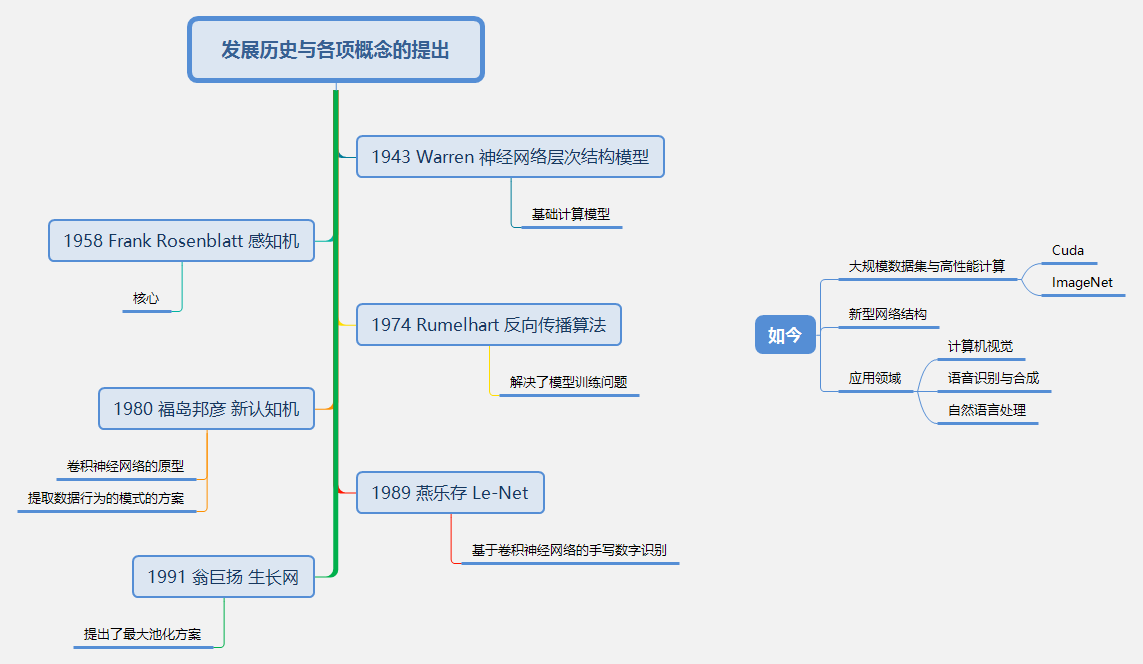 发展历史与各项概念的提出
1943 Warren 神经网络层次结构模型
基础计算模型
1958 Frank Rosenblatt 感知机
核心
1974 Rumelhart 反向传播算法
解决了模型训练问题
1980 福岛邦彦 新认知机
卷积神经网络的原型
提取数据行为的模式的方案
1989 燕乐存 Le-Net
基于卷积神经网络的手写数字识别
1991 翁巨扬 生长网
提出了最大池化方案
如今
大规模数据集与高性能计算
Cuda
ImageNet
新型网络结构
应用领域
计算机视觉
语音识别与合成
自然语言处理